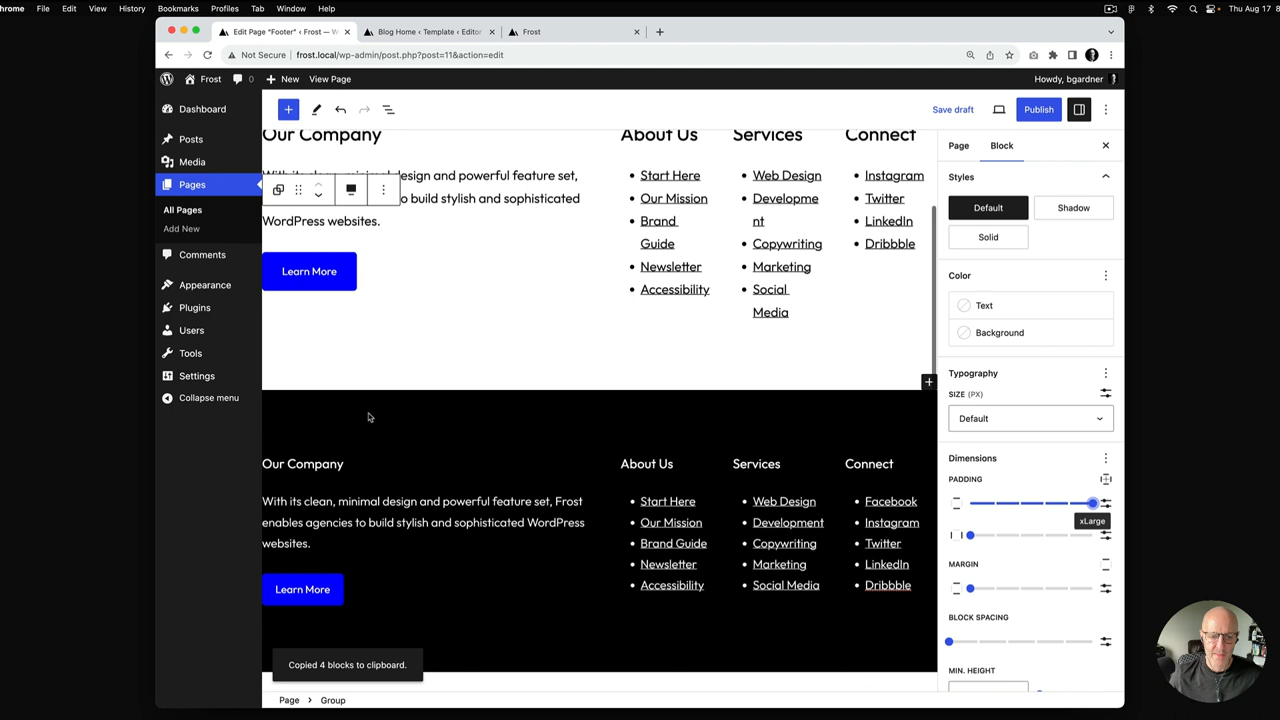 hrome File Edit View History Bookmarks Profiles Tab Window Help Thu Aug 17 8
Edit Page "Footer" ‹ Frost — W Blog Home ‹ Template ‹ Editor Frost
Not Secure frost.local/wp-admin/post.php?post=11&action=edit
Frost 0 New View Page Howdy, bgardner
Dashboard
Posts
Media
Pages
All Pages
Add New
Comments
Appearance
Plugins
Users
Tools
Settings
Collapse menu
Save draft Publish
Our Company
With its clean, minimal design and powerful feature set,
to build stylish and sophisticated
WordPress websites.
Learn More
About Us
Start Here
Our Mission
Brand
Guide
Newsletter
Accessibility
Services
Web Design
Developme
nt
Copywriting
Marketing
Social
Media
Connect
Instagram
Twitter
LinkedIn
Dribbble
Our Company
With its clean, minimal design and powerful feature set, Frost
enables agencies to build stylish and sophisticated WordPress
websites.
Learn More
About Us
Start Here
Our Mission
Brand Guide
Newsletter
Accessibility
Services
Web Design
Development
Copywriting
Marketing
Social Media
Connect
Facebook
Instagram
Twitter
LinkedIn
Dribbble
Copied 4 blocks to clipboard.
Page Group
Page Block
Styles
Default Shadow
Solid
Color
Text
Background
Typography
SIZE (PX)
Default
Dimensions
PADDING
xLarge
MARGIN
BLOCK SPACING
MIN. HEIGHT